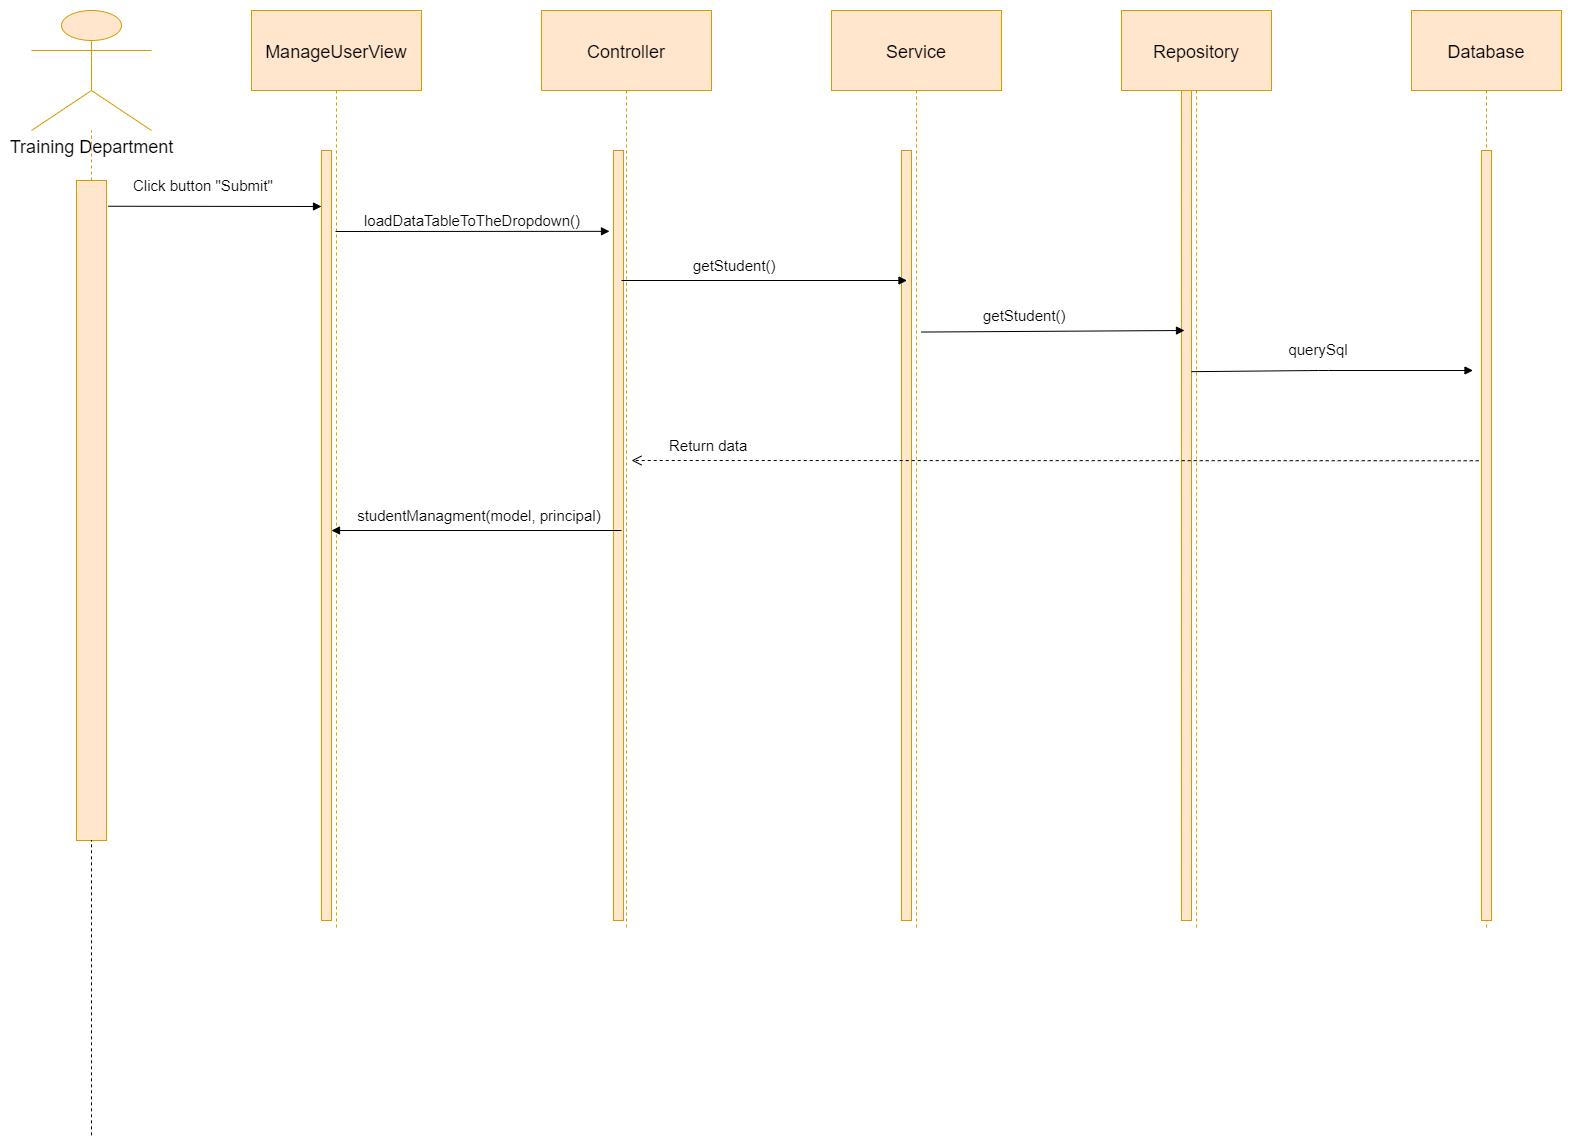 ManageUserView
Controller
Service
Repository
Database
Training Department
Click button "Submit"
loadDataTableToTheDropdown()
getStudent()
getStudent()
querySql
Return data
studentManagment(model, principal)